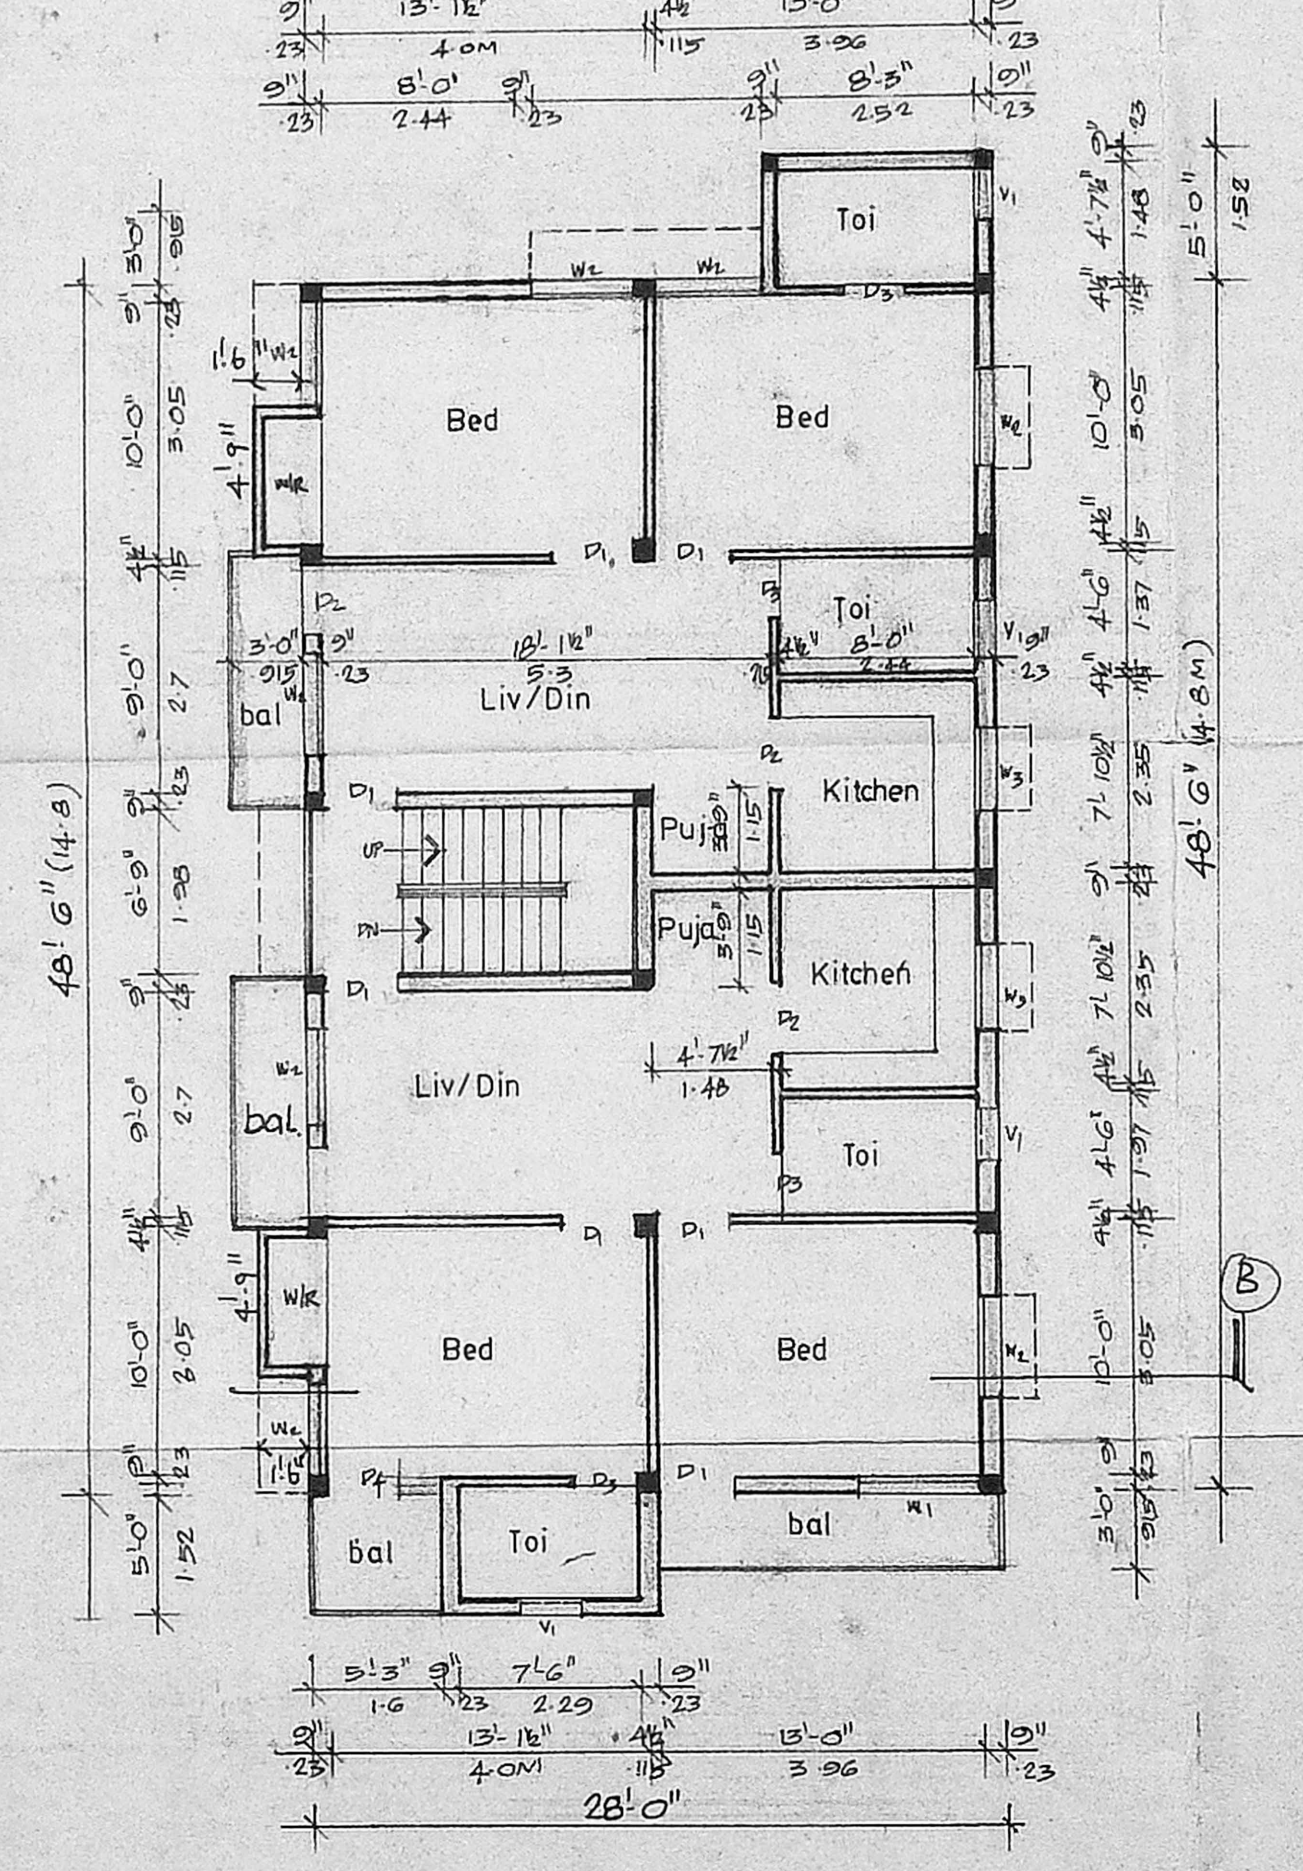 9" 13'-1½" 4½ 13'-0" 9"
.23 4.0M .115 3.96 .23
9" 8'-0" 9" 9" 8'-3" 9"
.23 2.44 .23 23 2.52 .23
9" .23
4'-7½" 1.48
5'-0" 1.52
Toi V1
3'-0" .915
W2 W2 D3
4½" .115
9" .23
1'.6" W2
10'-0" 3.05
Bed Bed W2
10'-0" 3.05
4'-9" W/R
4½" .115
D1 D1
4½" .115
D2 D3 Toi
4'-6" 1.37
3'-0" 9" 18'-1½" 4½" 8'-0" V1 9"
.915 .23 5.3 2.44 .23
9'-0" 2.7
W2
bal
Liv/Din
4½" .115
48'-6" (14.8M)
D2
W3
D1
Kitchen
7'-10½" 2.35
9" .23
Puja 1.15
UP
48'-6" (14.8)
6'-9" 1.98
9" .23
DN
Puja 3'-9" 1.15
Kitchen
7'-10½" 2.35
W3
9" .23
D1
D2
4'-7½"
1.48
W2
Liv/Din
4½" .115
9'-0" 2.7
bal.
Toi V1
4'-6"
D3
4½" .115
D1 D1
4½" .115
4'-9" W/R
B
10'-0" 3.05
Bed Bed W2
10'-0" 3.05
W2
1'.6"
9" .23
D4 D3 D1
9" .23
W1
bal
3'-0" .915
5'-0" 1.52
bal Toi
V1
5'-3" 9" 7'-6" 9"
1.6 23 2.29 .23
9" 13'-1½" 4½" 13'-0" 9"
.23 4.0M .115 3.96 .23
28'-0"